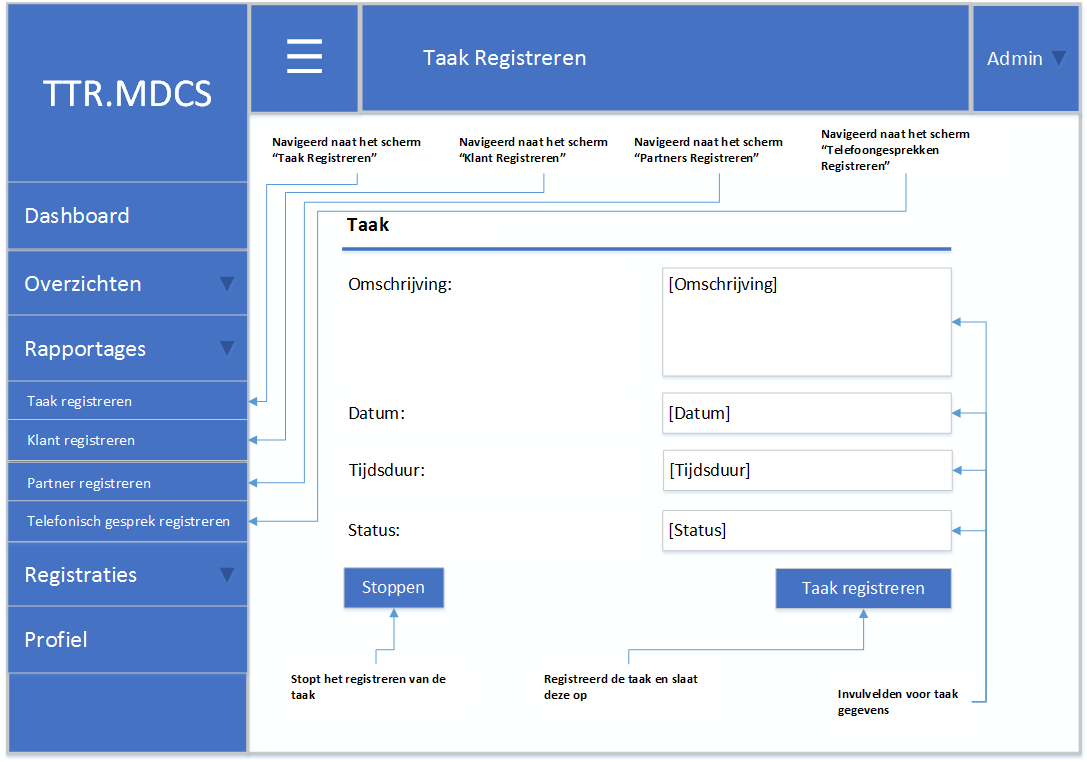 TTR.MDCS
Taak Registreren
Admin
Dashboard
Overzichten
Rapportages
Taak registreren
Klant registreren
Partner registreren
Telefonisch gesprek registreren
Registraties
Profiel
Navigeerd naat het scherm
“Taak Registreren”
Navigeerd naat het scherm
“Klant Registreren”
Navigeerd naat het scherm
“Partners Registreren”
Navigeerd naat het scherm
“Telefoongesprekken
Registreren”
Taak
Omschrijving:
[Omschrijving]
Datum:
[Datum]
Tijdsduur:
[Tijdsduur]
Status:
[Status]
Stoppen
Taak registreren
Stopt het registreren van de
taak
Registreerd de taak en slaat
deze op
Invulvelden voor taak
gegevens